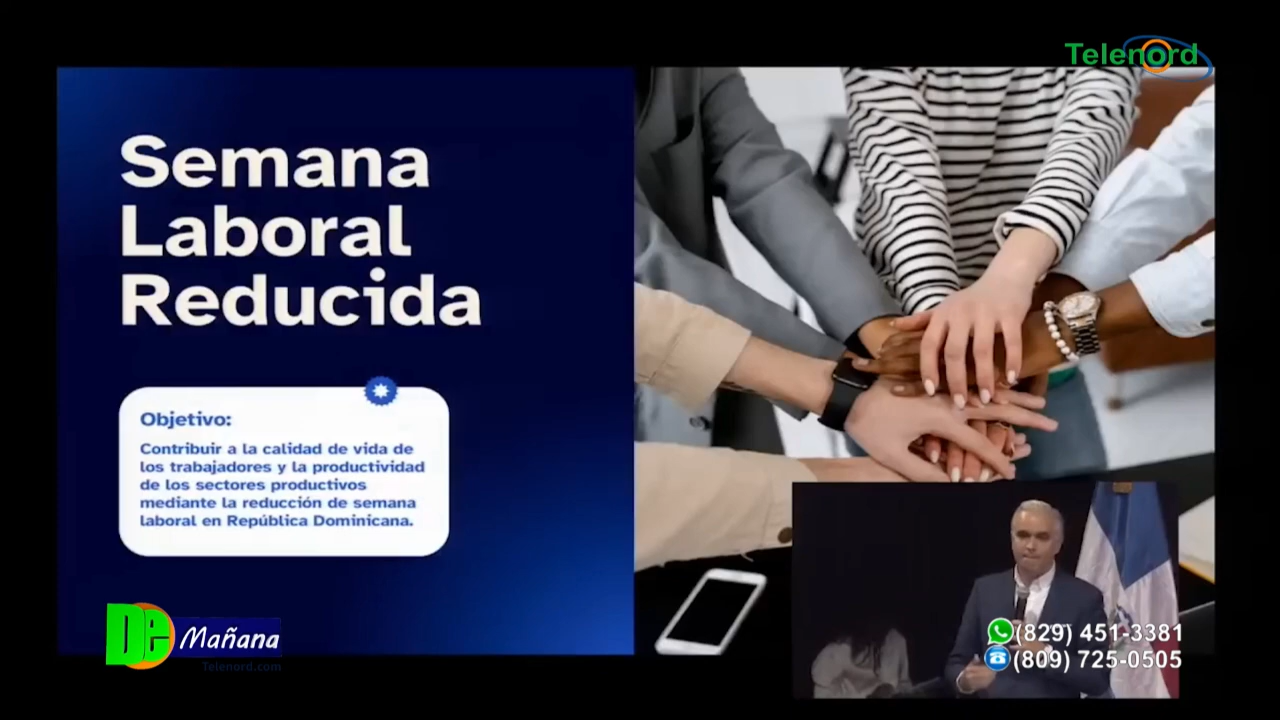 Telenord
Semana
Laboral
Reducida
Objetivo:
Contribuir a la calidad de vida de
los trabajadores y la productividad
de los sectores productivos
mediante la reducción de semana
laboral en República Dominicana.
De Mañana
Telenord.com
(829) 451-3381
(809) 725-0505